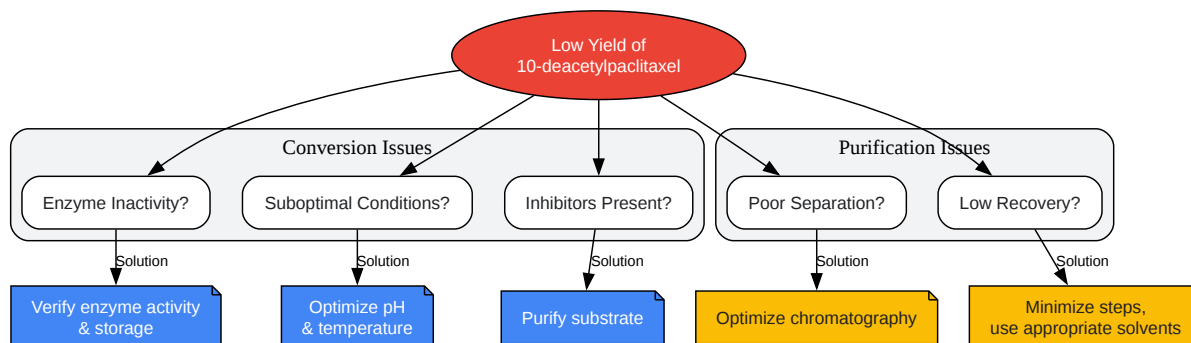 Low Yield of
10-deacetylpaclitaxel
Conversion Issues
Purification Issues
Enzyme Inactivity?
Suboptimal Conditions?
Inhibitors Present?
Poor Separation?
Low Recovery?
Solution
Solution
Solution
Solution
Solution
Verify enzyme activity
& storage
Optimize pH
& temperature
Purify substrate
Optimize chromatography
Minimize steps,
use appropriate solvents